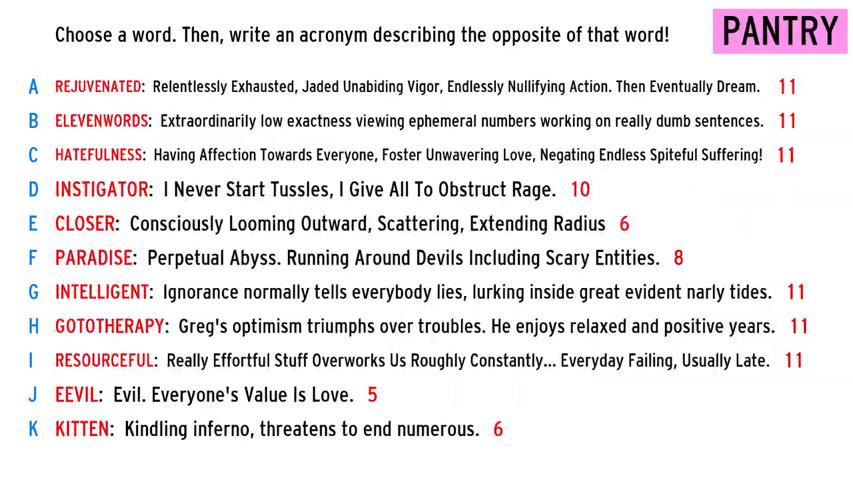 Choose a word. Then, write an acronym describing the opposite of that word!
PANTRY
A REJUVENATED: Relentlessly Exhausted, Jaded Unabiding Vigor, Endlessly Nullifying Action. Then Eventually Dream. 11
B ELEVENWORDS: Extraordinarily low exactness viewing ephemeral numbers working on really dumb sentences. 11
C HATEFULNESS: Having Affection Towards Everyone, Foster Unwavering Love, Negating Endless Spiteful Suffering! 11
D INSTIGATOR: I Never Start Tussles, I Give All To Obstruct Rage. 10
E CLOSER: Consciously Looming Outward, Scattering, Extending Radius 6
F PARADISE: Perpetual Abyss. Running Around Devils Including Scary Entities. 8
G INTELLIGENT: Ignorance normally tells everybody lies, lurking inside great evident narly tides. 11
H GOTOTHERAPY: Greg's optimism triumphs over troubles. He enjoys relaxed and positive years. 11
I RESOURCEFUL: Really Effortful Stuff Overworks Us Roughly Constantly... Everyday Failing, Usually Late. 11
J EEVIL: Evil. Everyone's Value Is Love. 5
K KITTEN: Kindling inferno, threatens to end numerous. 6